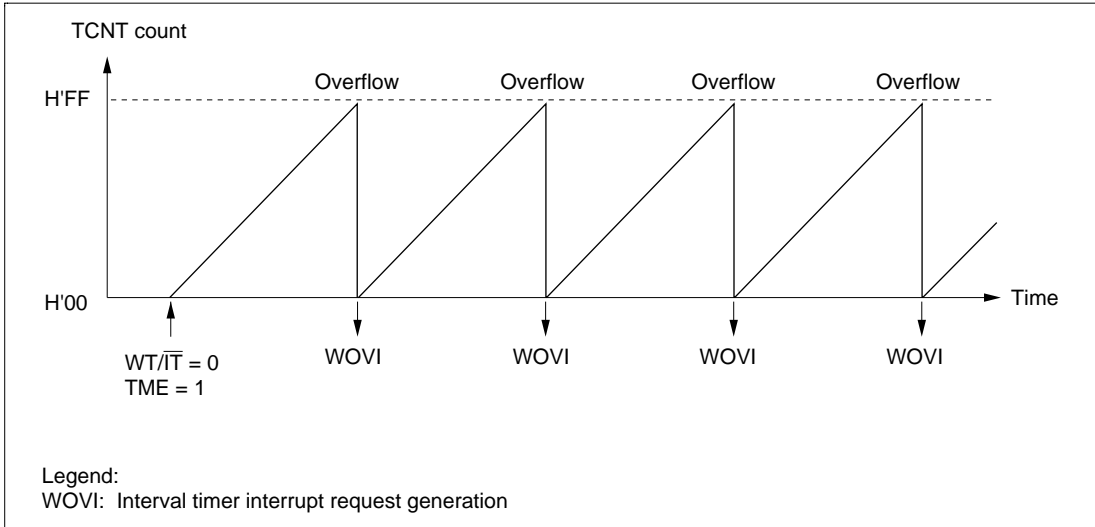 TCNT count
Overflow Overflow Overflow Overflow
H'FF
H'00
Time
WT/I̅T̅ = 0
TME = 1
WOVI WOVI WOVI WOVI
Legend:
WOVI: Interval timer interrupt request generation